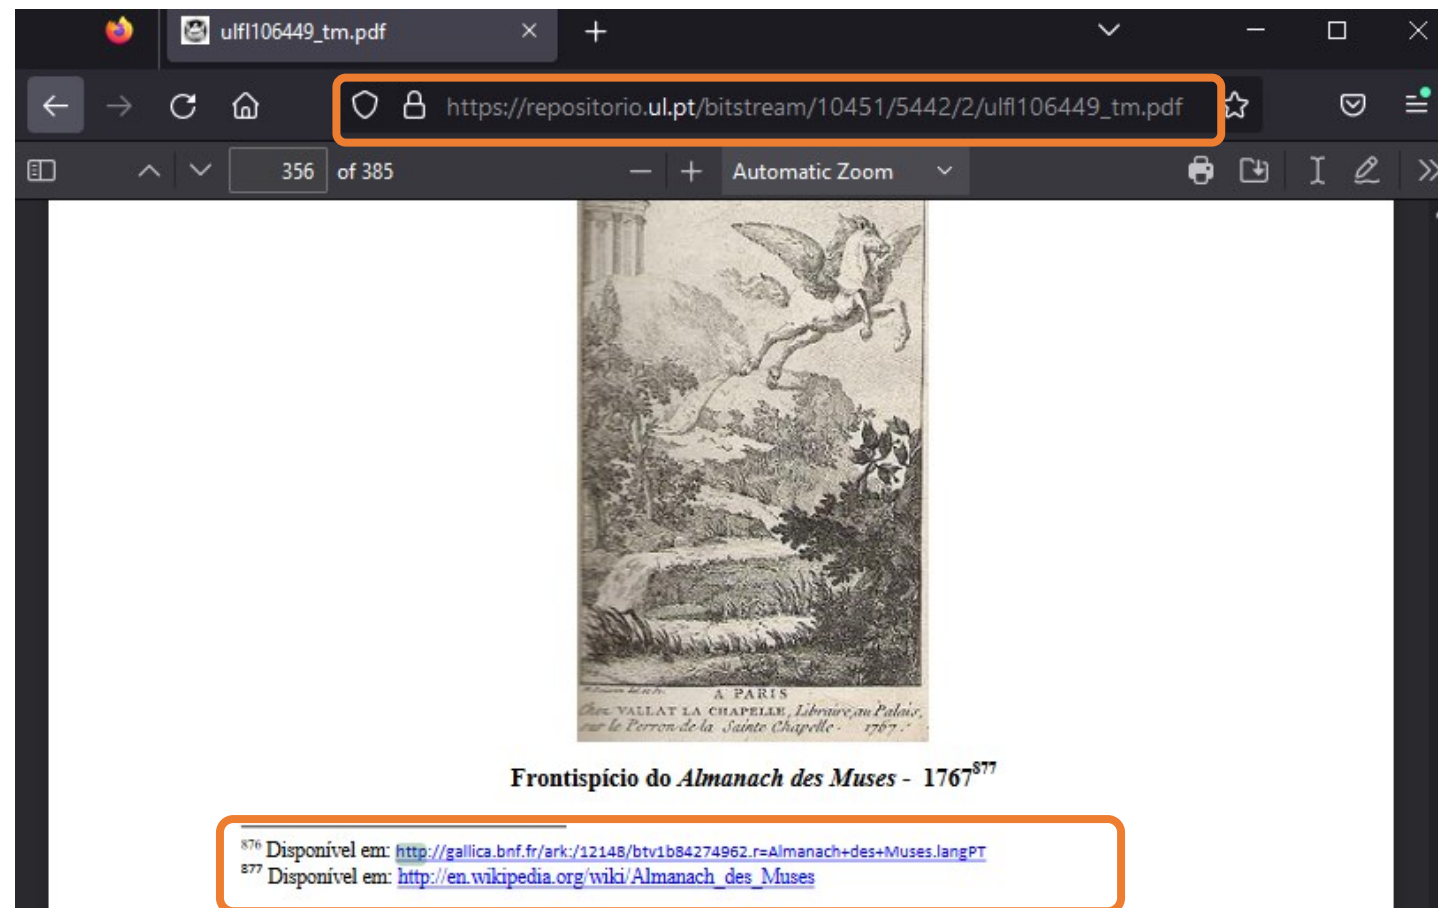 ulfl106449_tm.pdf
https://repositorio.ul.pt/bitstream/10451/5442/2/ulfl106449_tm.pdf
356 of 385
Automatic Zoom
A PARIS
Chez VALLAT LA CHAPELLE, Libraire, au Palais,
sur le Perron de la Sainte Chapelle. 1767.
Frontispício do Almanach des Muses - 1767⁸⁷⁷
⁸⁷⁶ Disponível em: http://gallica.bnf.fr/ark:/12148/btv1b84274962.r=Almanach+des+Muses.langPT
⁸⁷⁷ Disponível em: http://en.wikipedia.org/wiki/Almanach_des_Muses